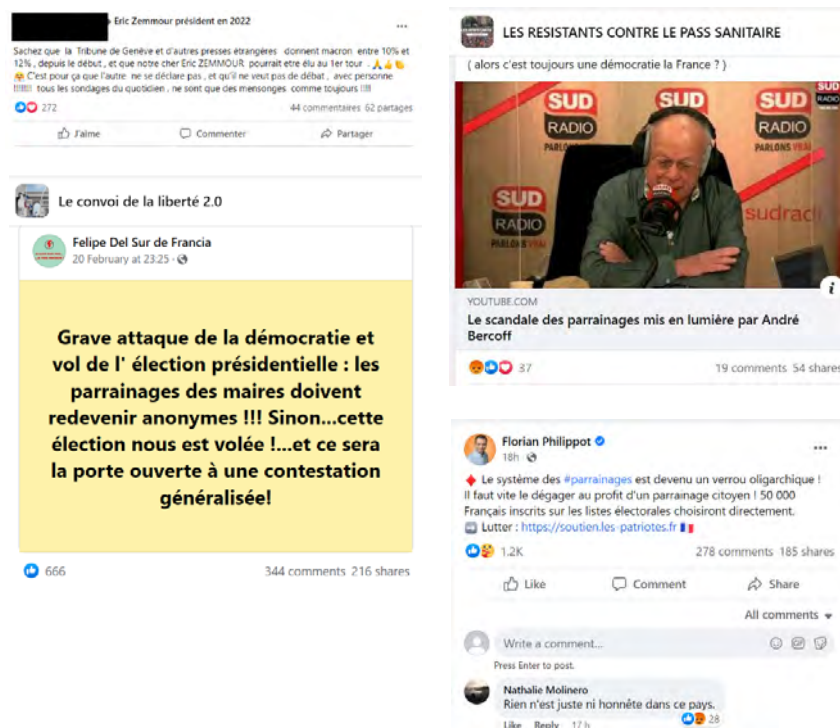 Eric Zemmour président en 2022
Sachez que la Tribune de Genève et d'autres presses étrangères donnent macron entre 10% et
12% , depuis le début , et que notre cher Eric ZEMMOUR pourrait etre élu au 1er tour .
C'est pour ça que l'autre ne se déclare pas , et qu'il ne veut pas de débat , avec personne
!!!!!!! tous les sondages du quotidien , ne sont que des mensonges comme toujours !!!!
272
44 commentaires 62 partages
J'aime
Commenter
Partager
Le convoi de la liberté 2.0
Felipe Del Sur de Francia
20 February at 23:25 ·
Grave attaque de la démocratie et
vol de l' élection présidentielle : les
parrainages des maires doivent
redevenir anonymes !!! Sinon...cette
élection nous est volée !...et ce sera
la porte ouverte à une contestation
généralisée!
666
344 comments 216 shares
LES RESISTANTS CONTRE LE PASS SANITAIRE
( alors c'est toujours une démocratie la France ? )
SUD
RADIO
PARLONS
SUD
RADIO
SUD
RADIO
PARLONS VRAI
SUD
RADIO
SUD
RADIO
PARLONS VRAI
sudradi
YOUTUBE.COM
Le scandale des parrainages mis en lumière par André
Bercoff
37
19 comments 54 shares
Florian Philippot
18h ·
Le système des #parrainages est devenu un verrou oligarchique !
Il faut vite le dégager au profit d'un parrainage citoyen ! 50 000
Français inscrits sur les listes électorales choisiront directement.
Lutter : https://soutien.les-patriotes.fr
1.2K
278 comments 185 shares
Like
Comment
Share
All comments
Write a comment...
Press Enter to post.
Nathalie Molinero
Rien n'est juste ni honnête dans ce pays.
28
Like Reply 17 h